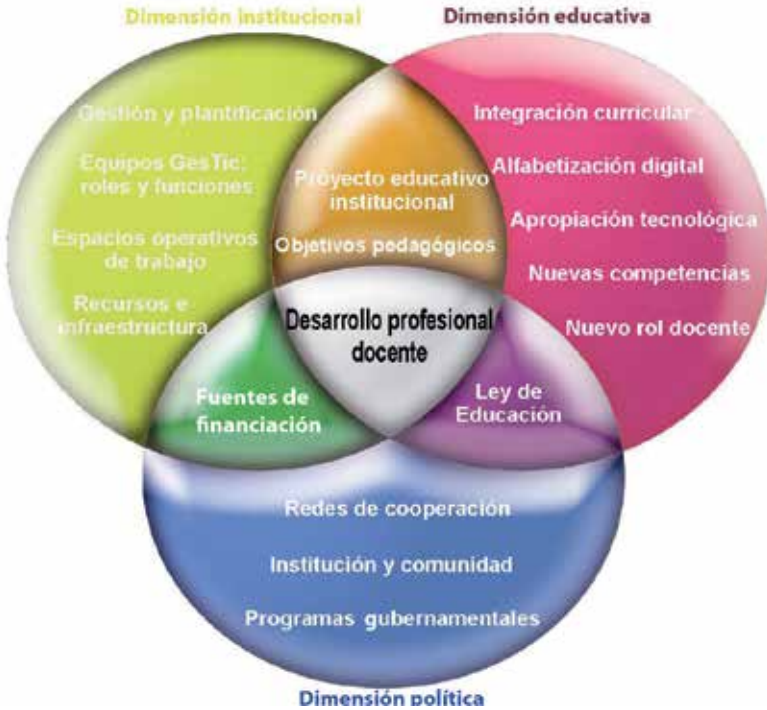 Dimensión institucional
Dimensión educativa
Gestión y plantificación
Equipos GesTic:
roles y funciones
Espacios operativos
de trabajo
Recursos e
infraestructura
Proyecto educativo
institucional
Objetivos pedagógicos
Integración curricular
Alfabetización digital
Apropiación tecnológica
Nuevas competencias
Nuevo rol docente
Desarrollo profesional
docente
Fuentes de
financiación
Ley de
Educación
Redes de cooperación
Institución y comunidad
Programas gubernamentales
Dimensión política